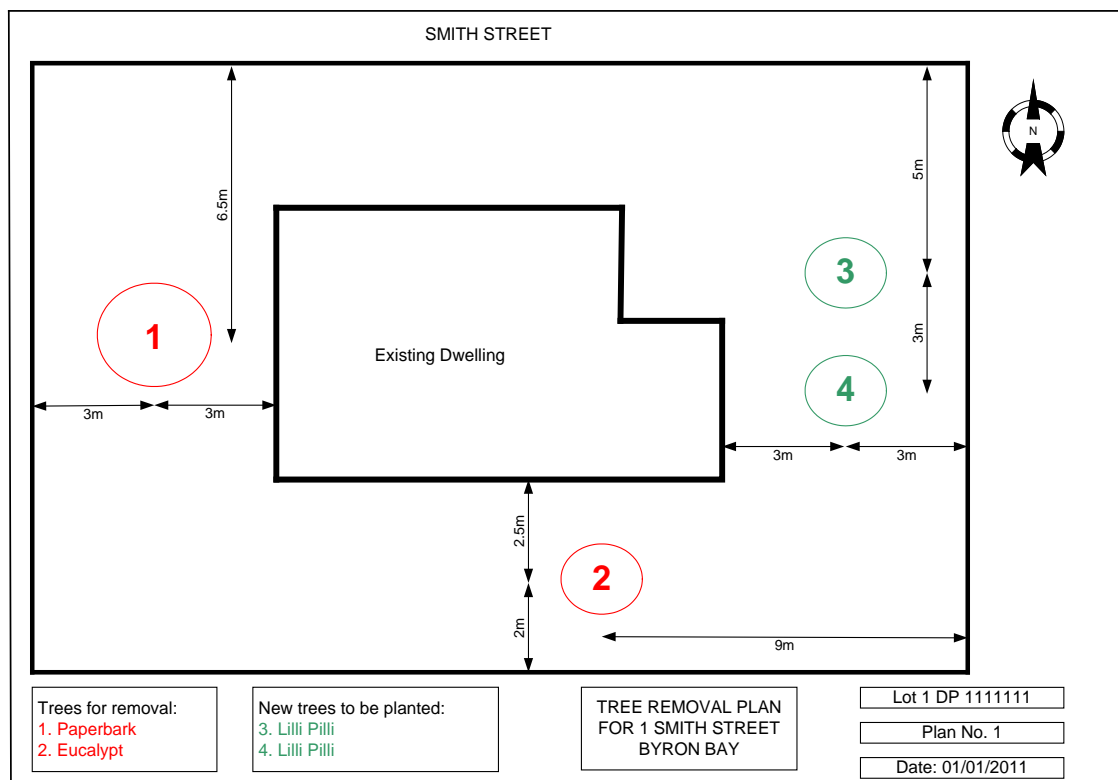 SMITH STREET
N
6.5m
5m
3
3m
1
Existing Dwelling
4
3m
3m
3m
3m
2.5m
2
2m
9m
Trees for removal:
1. Paperbark
2. Eucalypt
New trees to be planted:
3. Lilli Pilli
4. Lilli Pilli
TREE REMOVAL PLAN
FOR 1 SMITH STREET
BYRON BAY
Lot 1 DP 1111111
Plan No. 1
Date: 01/01/2011